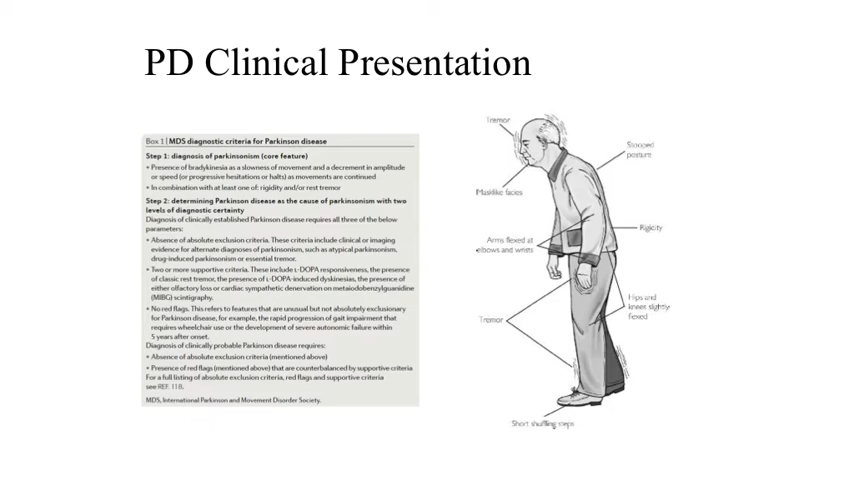 PD Clinical Presentation
Box 1 | MDS diagnostic criteria for Parkinson disease
Step 1: diagnosis of parkinsonism (core feature)
• Presence of bradykinesia as a slowness of movement and a decrement in amplitude
or speed (or progressive hesitations or halts) as movements are continued
• In combination with at least one of: rigidity and/or rest tremor
Step 2: determining Parkinson disease as the cause of parkinsonism with two
levels of diagnostic certainty
Diagnosis of clinically established Parkinson disease requires all three of the below
parameters:
• Absence of absolute exclusion criteria. These criteria include clinical or imaging
evidence for alternate diagnoses of parkinsonism, such as atypical parkinsonism,
drug-induced parkinsonism or essential tremor.
• Two or more supportive criteria. These include L-DOPA responsiveness, the presence
of classic rest tremor, the presence of L-DOPA-induced dyskinesias, the presence of
either olfactory loss or cardiac sympathetic denervation on metaiodobenzylguanidine
(MIBG) scintigraphy.
• No red flags. This refers to features that are unusual but not absolutely exclusionary
for Parkinson disease, for example, the rapid progression of gait impairment that
requires wheelchair use or the development of severe autonomic failure within
5 years after onset.
Diagnosis of clinically probable Parkinson disease requires:
• Absence of absolute exclusion criteria (mentioned above)
• Presence of red flags (mentioned above) that are counterbalanced by supportive criteria
For a full listing of absolute exclusion criteria, red flags and supportive criteria
see REF. 118.
MDS, International Parkinson and Movement Disorder Society.
Tremor
Stooped
posture
Masklike facies
Rigicity
Arms flexed at
elbows and wrists
Hips and
knees slightly
flexed
Tremor
Short shuffling steps